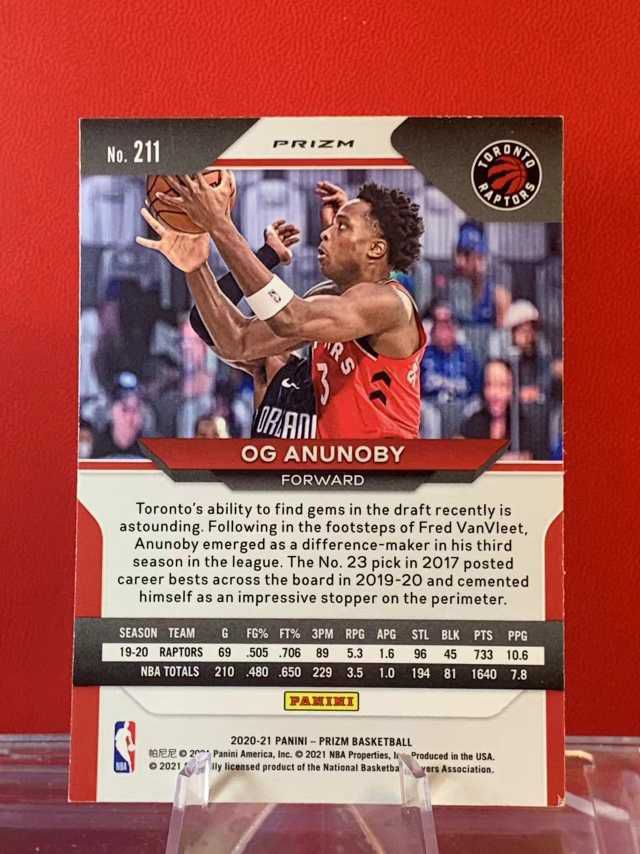 No. 211
PRIZM
TORONTO
RAPTORS
RS
3
ORLAN
OG ANUNOBY
FORWARD
Toronto's ability to find gems in the draft recently is
astounding. Following in the footsteps of Fred VanVleet,
Anunoby emerged as a difference-maker in his third
season in the league. The No. 23 pick in 2017 posted
career bests across the board in 2019-20 and cemented
himself as an impressive stopper on the perimeter.
SEASON TEAM G FG% FT% 3PM RPG APG STL BLK PTS PPG
19-20 RAPTORS 69 .505 .706 89 5.3 1.6 96 45 733 10.6
NBA TOTALS 210 .480 .650 229 3.5 1.0 194 81 1640 7.8
PANINI
2020-21 PANINI – PRIZM BASKETBALL
NBA
帕尼尼 © Panini America, Inc. © 2021 NBA Properties, Produced in the USA.
© 2021 licensed product of the National Association.